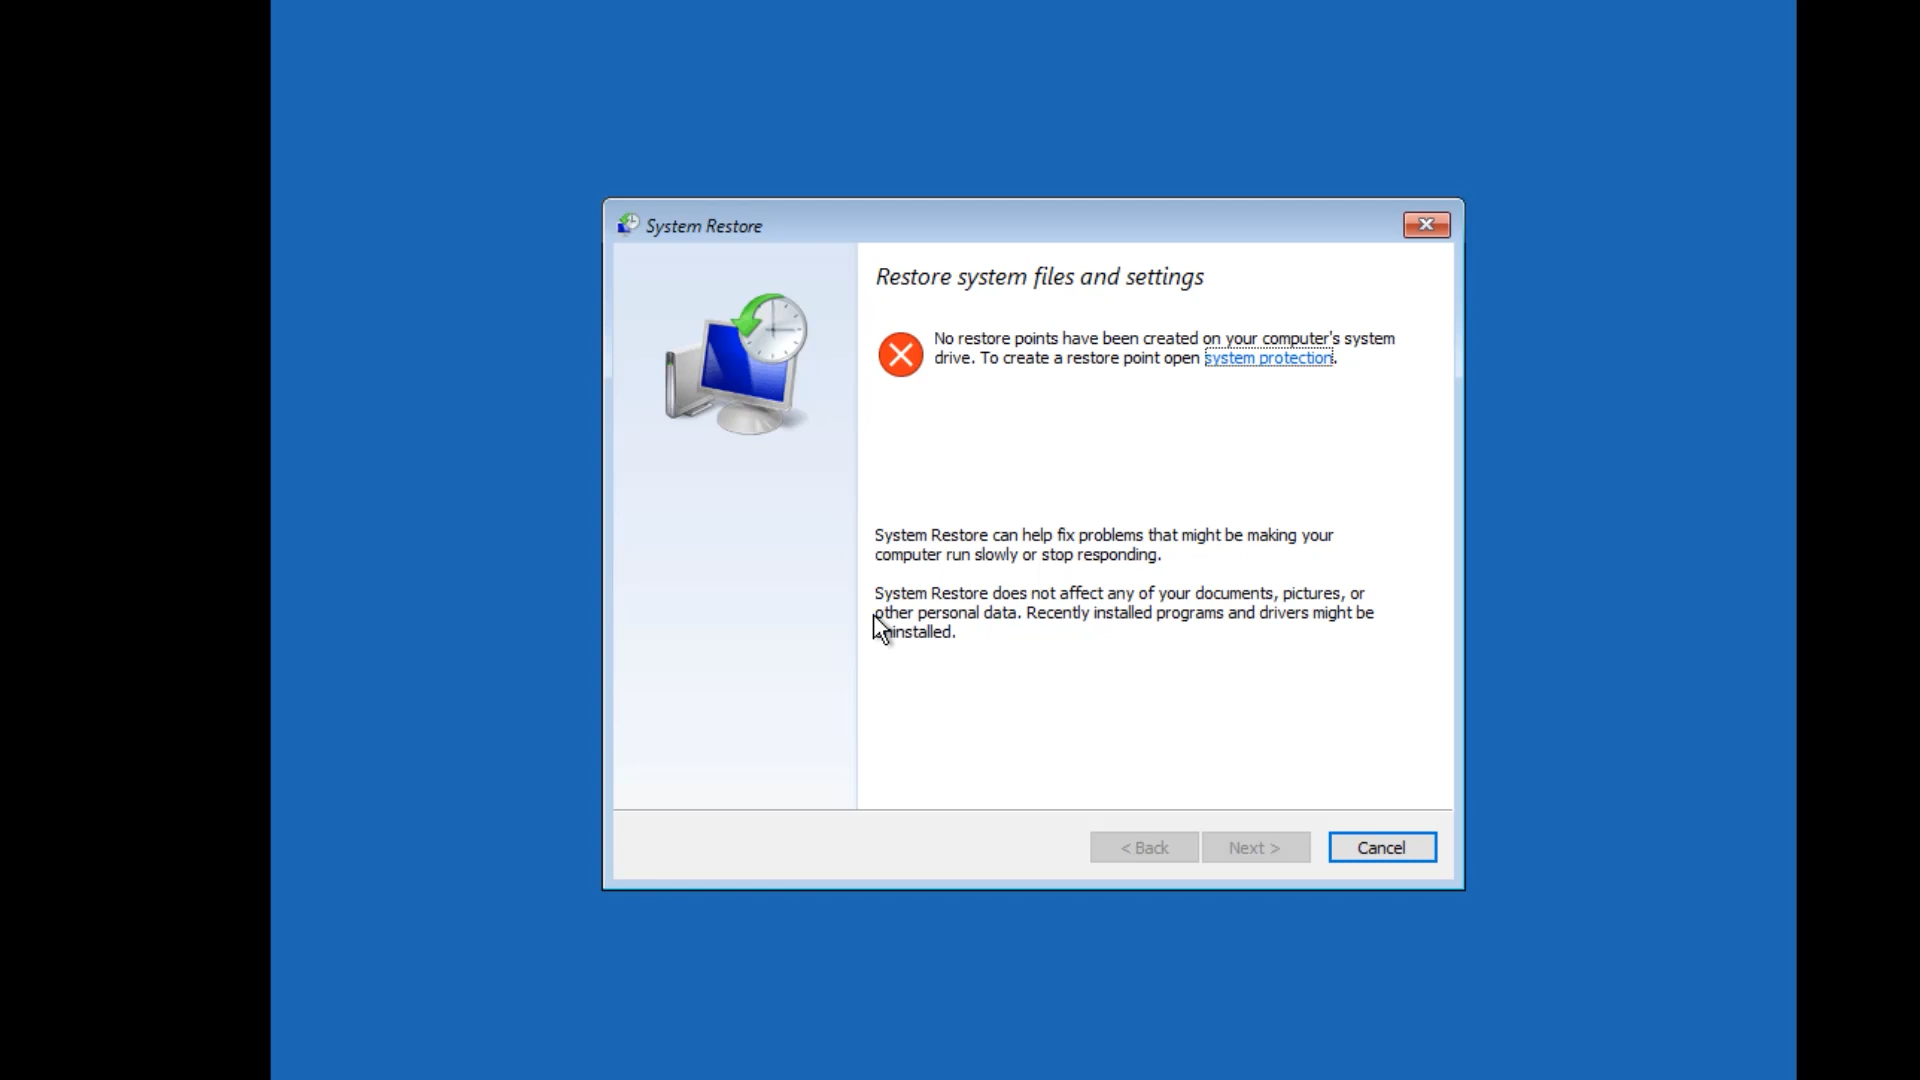 System Restore
Restore system files and settings
No restore points have been created on your computer's system
drive. To create a restore point open system protection.
System Restore can help fix problems that might be making your
computer run slowly or stop responding.
System Restore does not affect any of your documents, pictures, or
other personal data. Recently installed programs and drivers might be
uninstalled.
< Back
Next >
Cancel